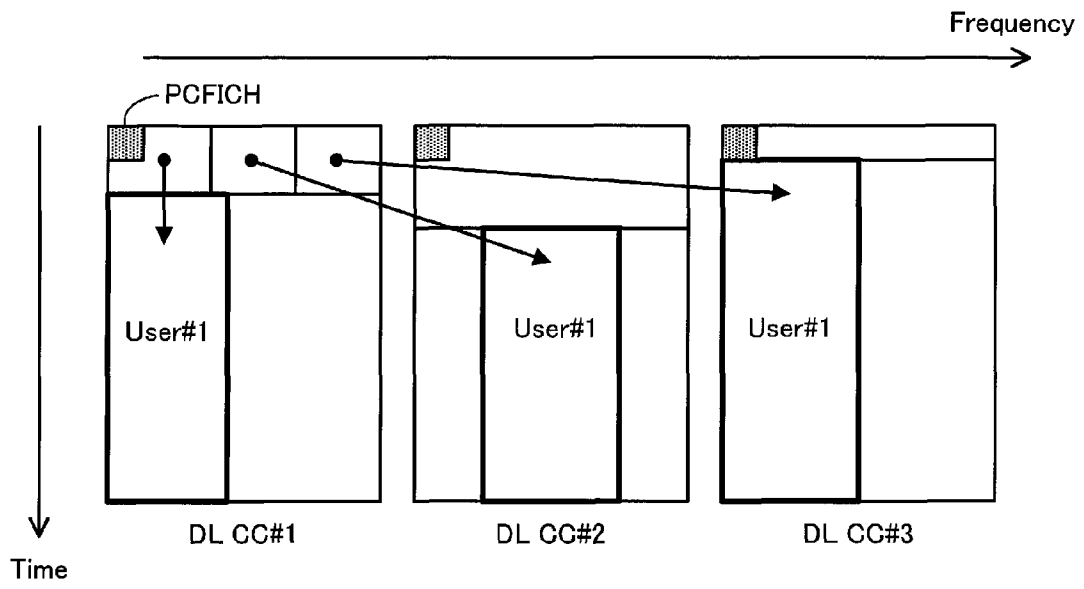 Frequency
PCFICH
User#1
User#1
User#1
DL CC#1
DL CC#2
DL CC#3
Time